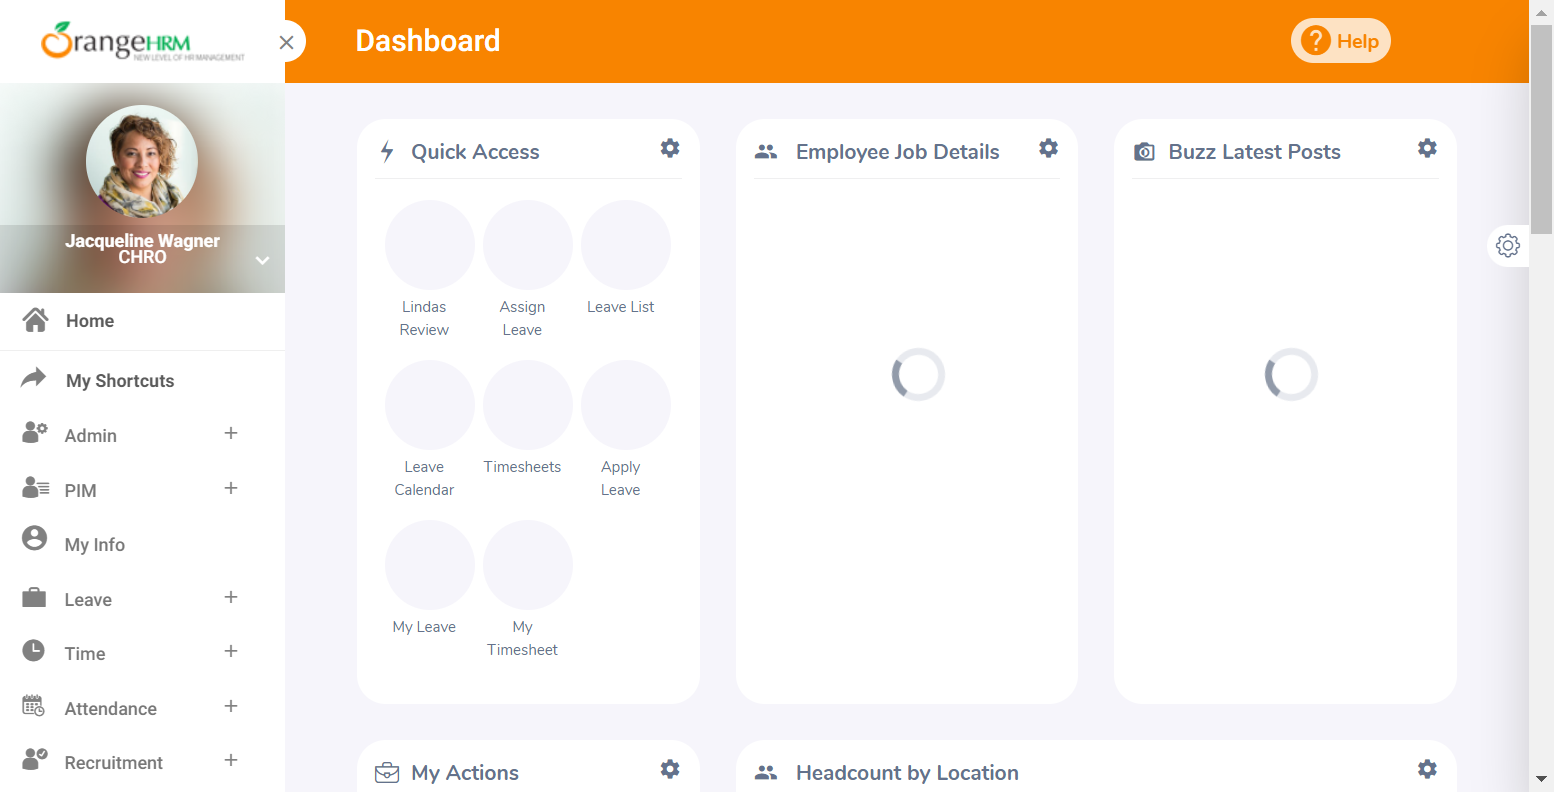 OrangeHRM
NEW LEVEL OF HR MANAGEMENT
Dashboard
? Help
Jacqueline Wagner
CHRO
Home
My Shortcuts
Admin
PIM
My Info
Leave
Time
Attendance
Recruitment
Quick Access
Lindas
Review
Assign
Leave
Leave List
Leave
Calendar
Timesheets
Apply
Leave
My Leave
My
Timesheet
Employee Job Details
Buzz Latest Posts
My Actions
Headcount by Location